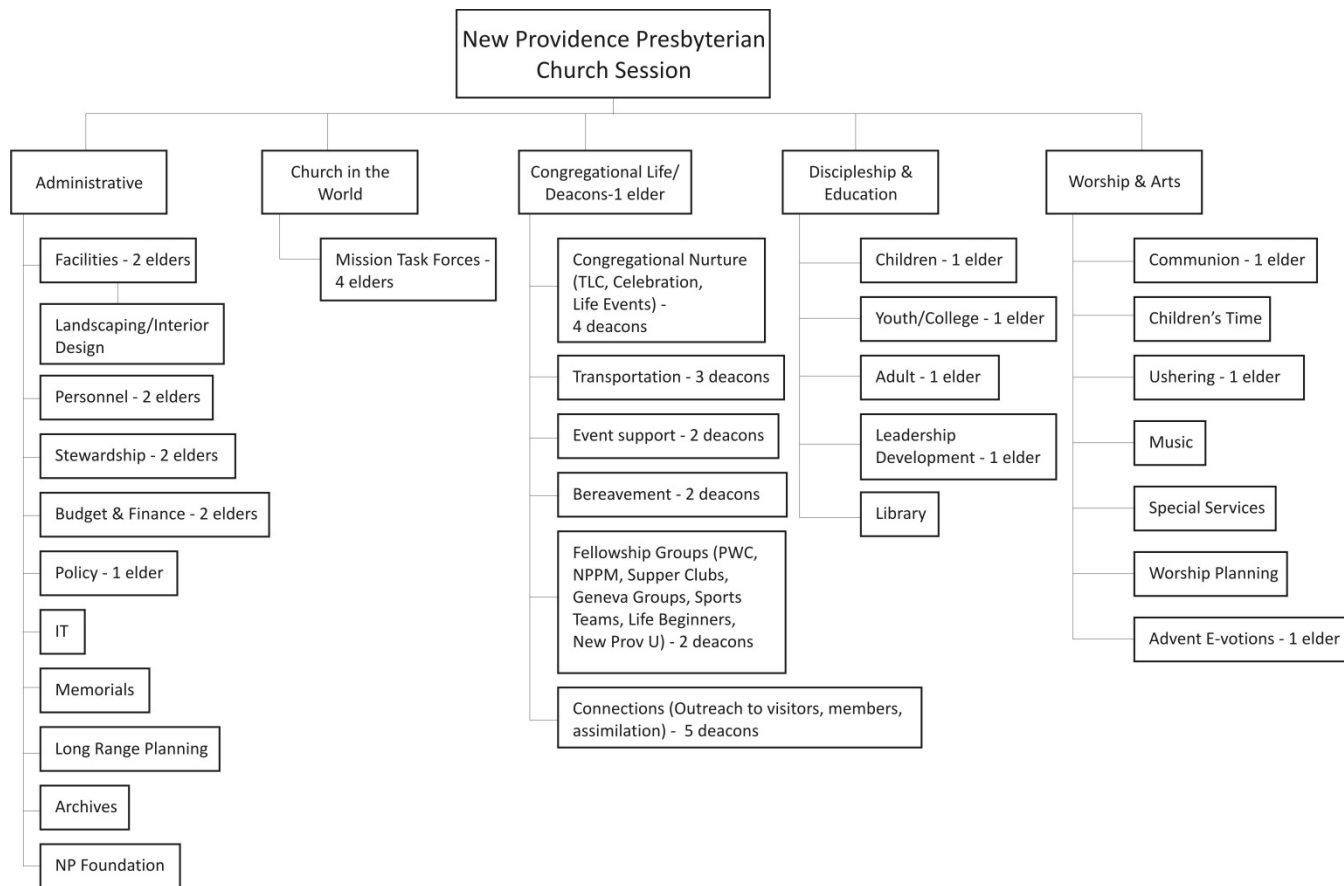 New Providence Presbyterian
Church Session
Administrative
Facilities - 2 elders
Landscaping/Interior
Design
Personnel - 2 elders
Stewardship - 2 elders
Budget & Finance - 2 elders
Policy - 1 elder
IT
Memorials
Long Range Planning
Archives
NP Foundation
Church in the
World
Mission Task Forces -
4 elders
Congregational Life/
Deacons-1 elder
Congregational Nurture
(TLC, Celebration,
Life Events) -
4 deacons
Transportation - 3 deacons
Event support - 2 deacons
Bereavement - 2 deacons
Fellowship Groups (PWC,
NPPM, Supper Clubs,
Geneva Groups, Sports
Teams, Life Beginners,
New Prov U) - 2 deacons
Connections (Outreach to visitors, members,
assimilation) -  5 deacons
Discipleship &
Education
Children - 1 elder
Youth/College - 1 elder
Adult - 1 elder
Leadership
Development - 1 elder
Library
Worship & Arts
Communion - 1 elder
Children’s Time
Ushering - 1 elder
Music
Special Services
Worship Planning
Advent E-votions - 1 elder